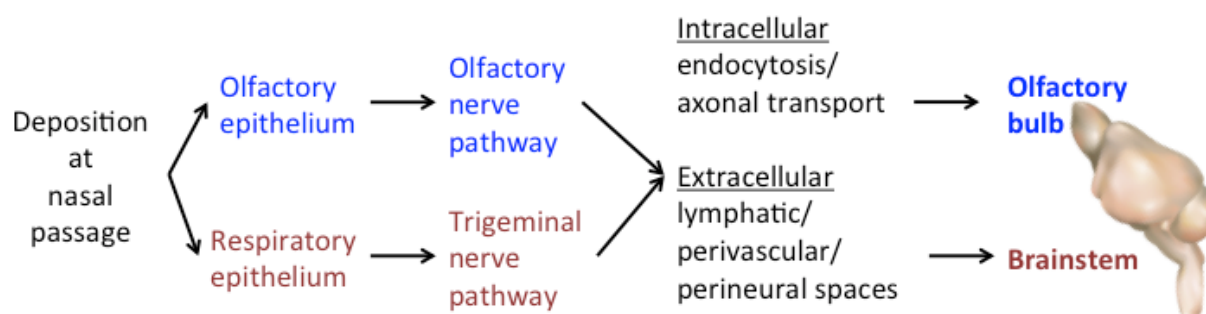 Deposition
at
nasal
passage
Olfactory
epithelium
Respiratory
epithelium
Olfactory
nerve
pathway
Trigeminal
nerve
pathway
Intracellular
endocytosis/
axonal transport
Extracellular
lymphatic/
perivascular/
perineural spaces
Olfactory
bulb
Brainstem